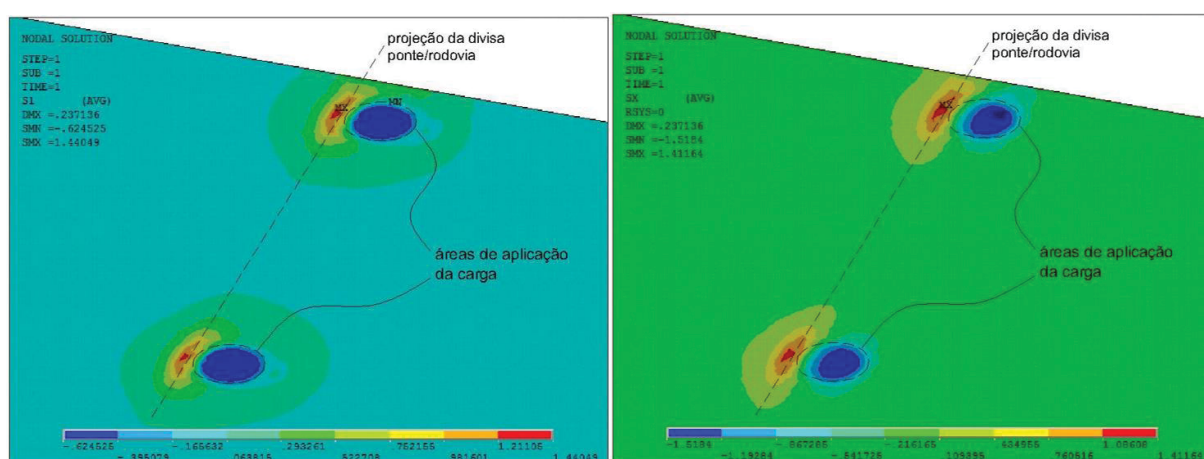 NODAL SOLUTION
STEP=1
SUB =1
TIME=1
S1 (AVG)
DMX =.237136
SMN =-.624525
SMX =1.44049
projeção da divisa
ponte/rodovia
MX
MN
áreas de aplicação
da carga
-.624525
-.165632
.293261
.752155
1.21105
1.44049
NODAL SOLUTION
STEP=1
SUB =1
TIME=1
SX (AVG)
RSYS=0
DMX =.237136
SMN =-1.5184
SMX =1.41164
projeção da divisa
ponte/rodovia
MX
áreas de aplicação
da carga
-1.5184
-.867285
-.216165
.434955
1.08608
-1.19284
-.541725
.109395
.760516
1.41164